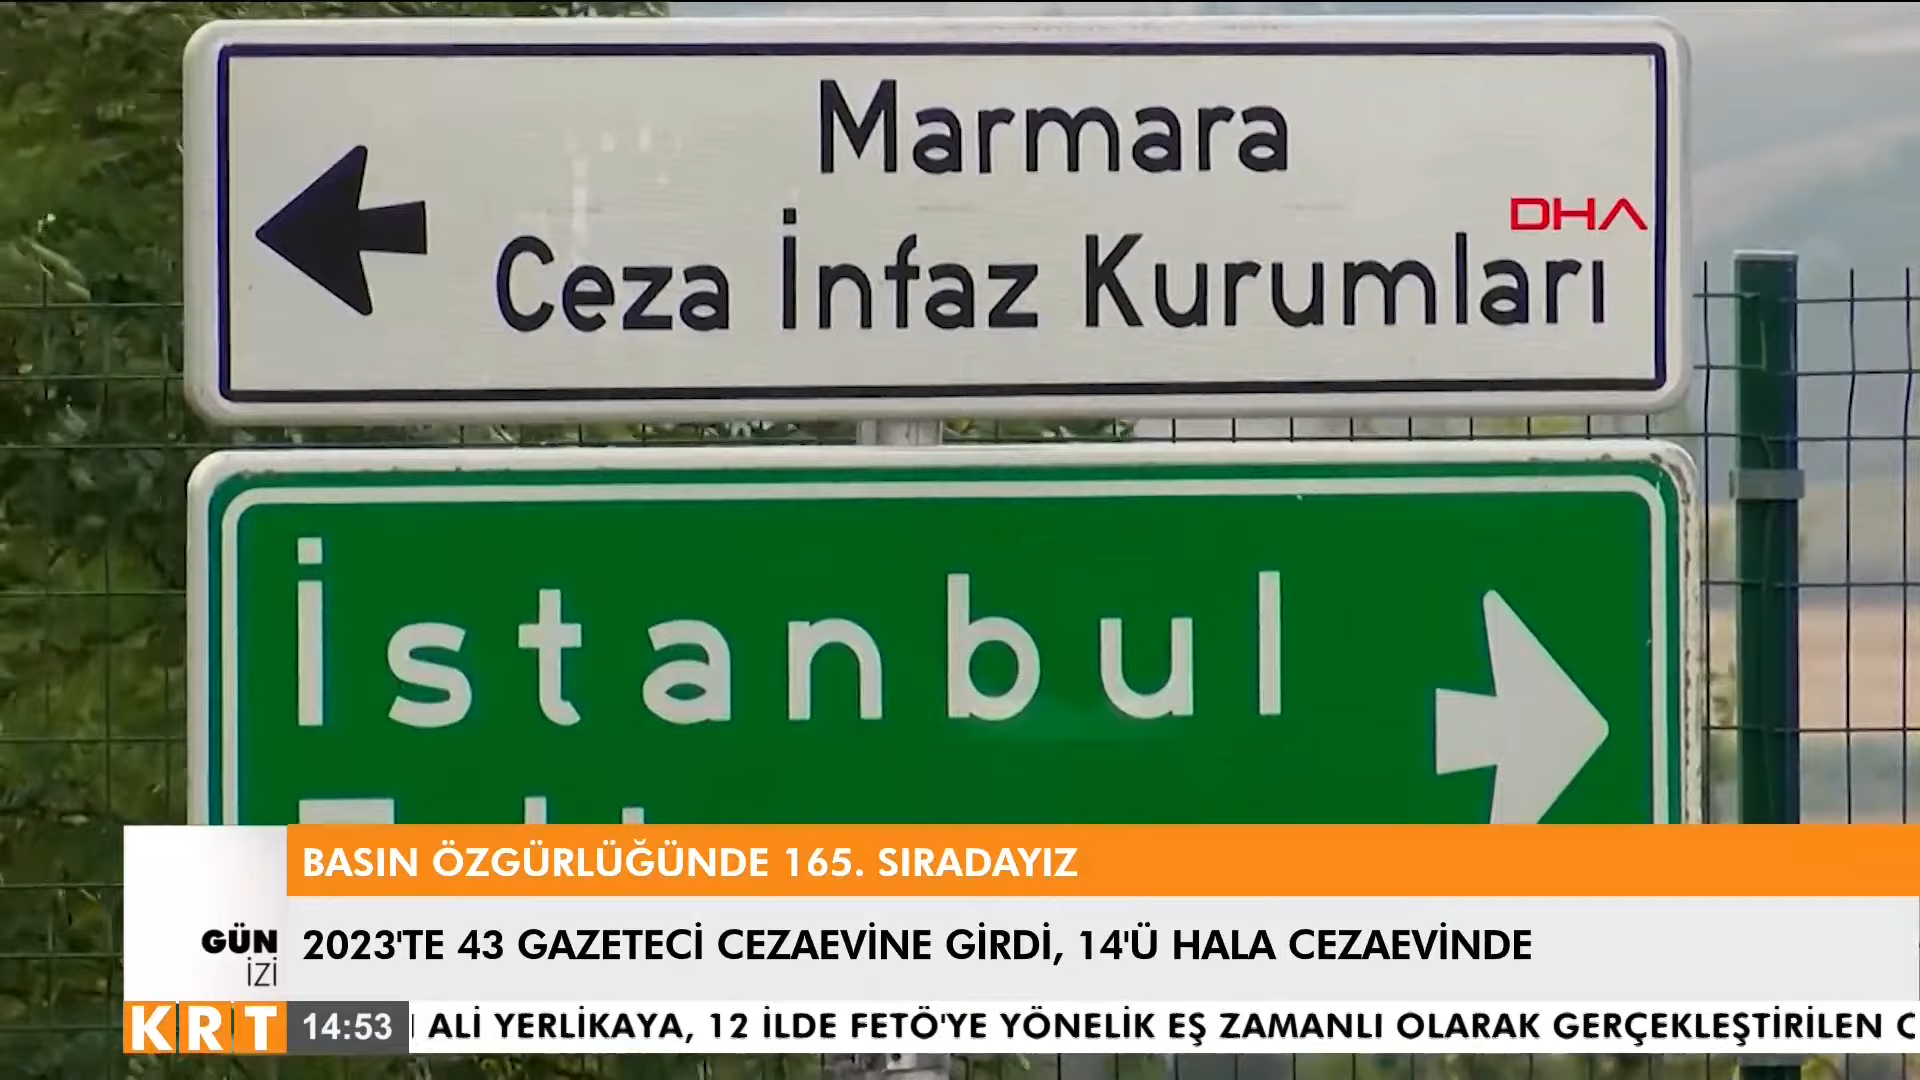 Marmara
DHA
Ceza İnfaz Kurumları
İstanbul
BASIN ÖZGÜRLÜĞÜNDE 165. SIRADAYIZ
GÜN
İZİ
2023'TE 43 GAZETECİ CEZAEVİNE GİRDİ, 14'Ü HALA CEZAEVİNDE
KRT 14:53 ALİ YERLİKAYA, 12 İLDE FETÖ'YE YÖNELİK EŞ ZAMANLI OLARAK GERÇEKLEŞTİRİLEN